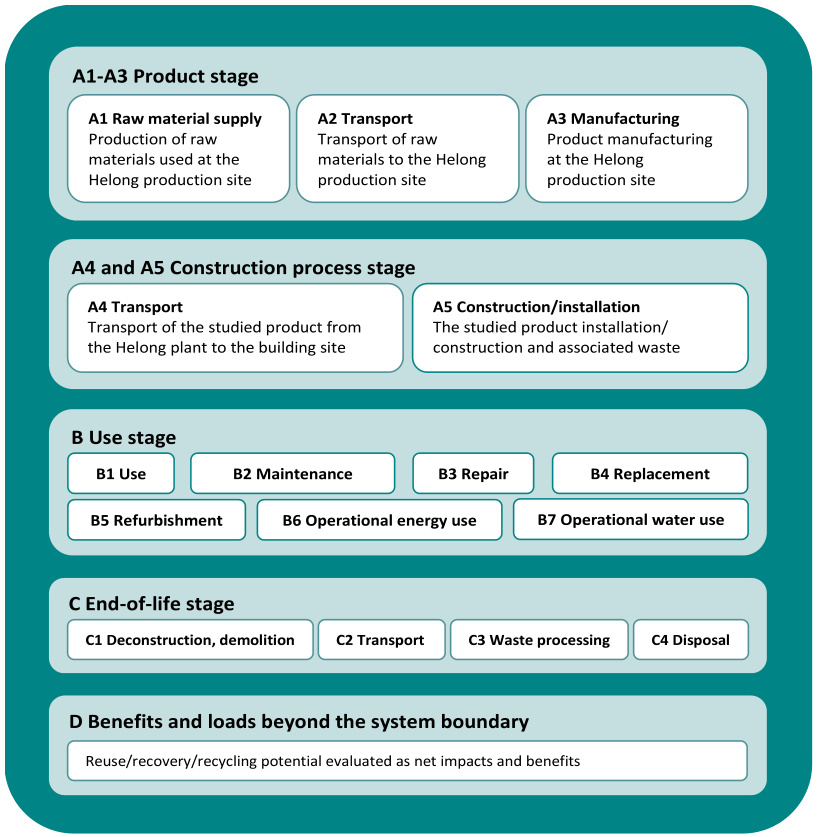 A1-A3 Product stage
A1 Raw material supply
Production of raw
materials used at the
Helong production site
A2 Transport
Transport of raw
materials to the Helong
production site
A3 Manufacturing
Product manufacturing
at the Helong
production site
A4 and A5 Construction process stage
A4 Transport
Transport of the studied product from
the Helong plant to the building site
A5 Construction/installation
The studied product installation/
construction and associated waste
B Use stage
B1 Use
B2 Maintenance
B3 Repair
B4 Replacement
B5 Refurbishment
B6 Operational energy use
B7 Operational water use
C End-of-life stage
C1 Deconstruction, demolition
C2 Transport
C3 Waste processing
C4 Disposal
D Benefits and loads beyond the system boundary
Reuse/recovery/recycling potential evaluated as net impacts and benefits